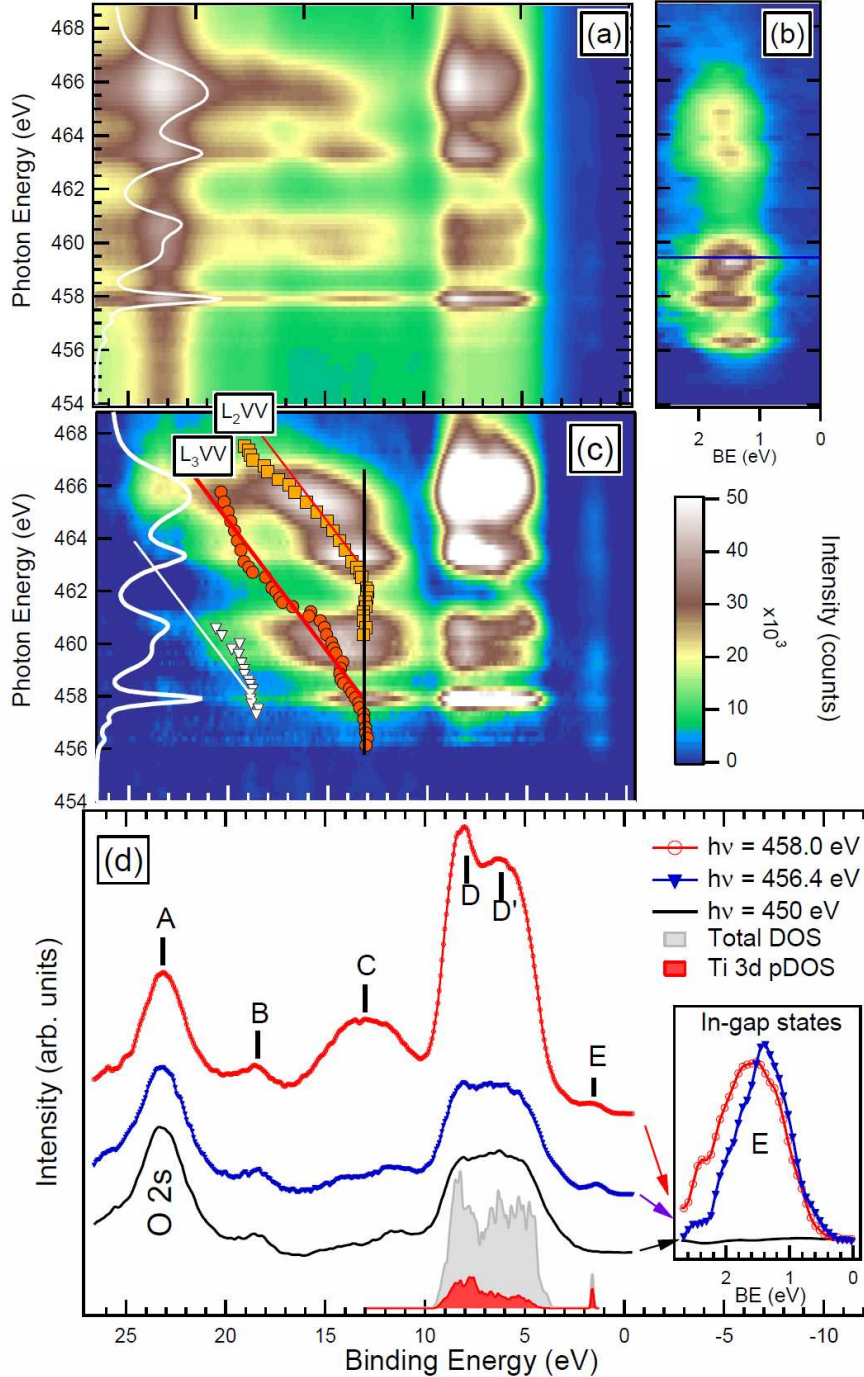 (a)
(b)
Photon Energy (eV)
468
466
464
462
460
458
456
454
2
1
0
BE (eV)
L2VV
L3VV
(c)
Photon Energy (eV)
468
466
464
462
460
458
456
454
50
40
30
20
10
0
x10^3
Intensity (counts)
(d)
A
B
C
D
D'
E
O 2s
hν = 458.0 eV
hν = 456.4 eV
hν = 450 eV
Total DOS
Ti 3d pDOS
In-gap states
E
2
1
0
BE (eV)
Intensity (arb. units)
25
20
15
10
5
0
-5
-10
Binding Energy (eV)